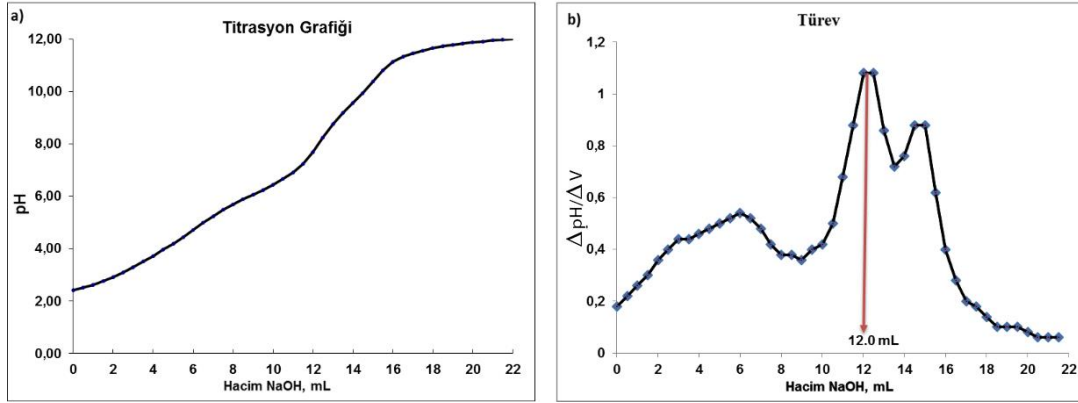 a)
Titrasyon Grafiği
12,00
10,00
8,00
6,00
4,00
2,00
0,00
pH
0 2 4 6 8 10 12 14 16 18 20 22
Hacim NaOH, mL
b)
Türev
1,2
1
0,8
0,6
0,4
0,2
0
ΔpH/ΔV
12.0 mL
0 2 4 6 8 10 12 14 16 18 20 22
Hacim NaOH, mL